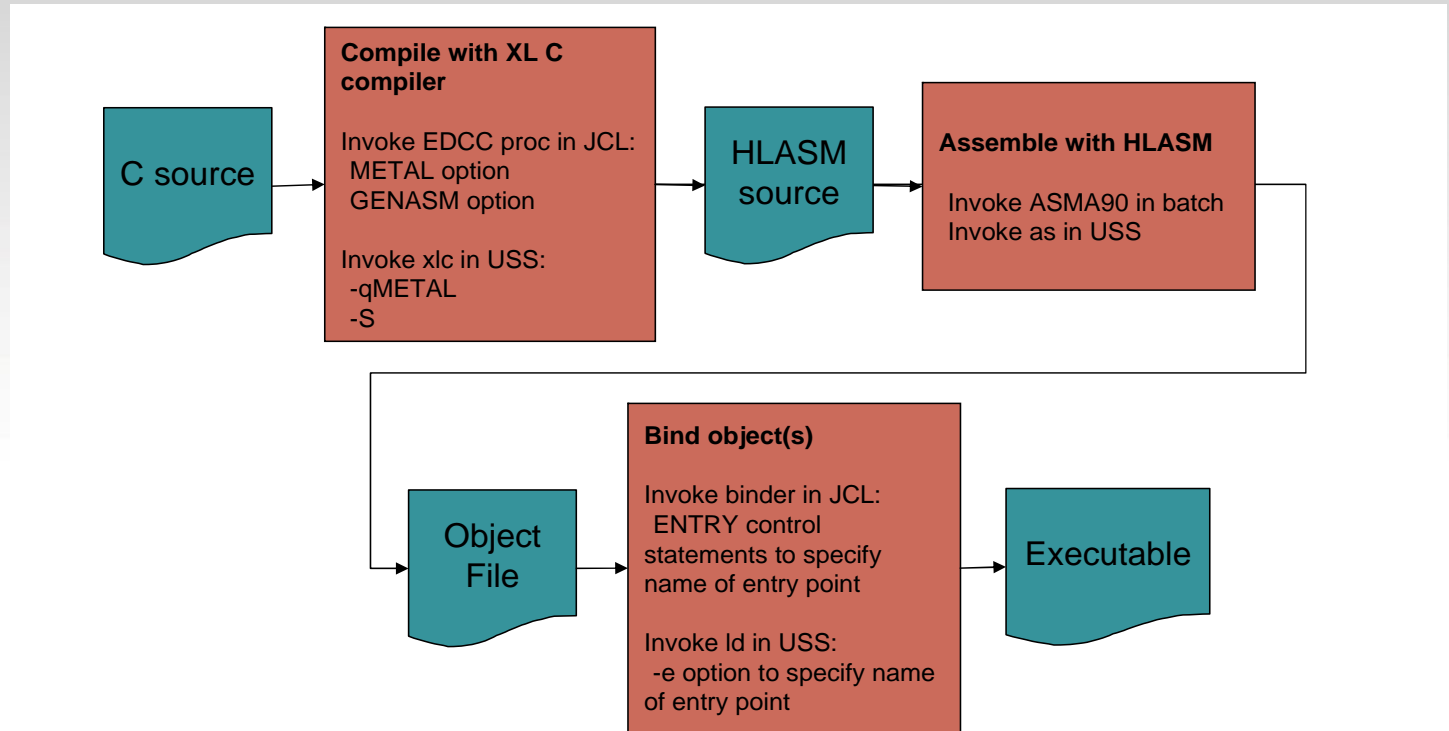 C source
Compile with XL C
compiler
Invoke EDCC proc in JCL:
METAL option
GENASM option
Invoke xlc in USS:
-qMETAL
-S
HLASM
source
Assemble with HLASM
Invoke ASMA90 in batch
Invoke as in USS
Object
File
Bind object(s)
Invoke binder in JCL:
ENTRY control
statements to specify
name of entry point
Invoke ld in USS:
-e option to specify name
of entry point
Executable